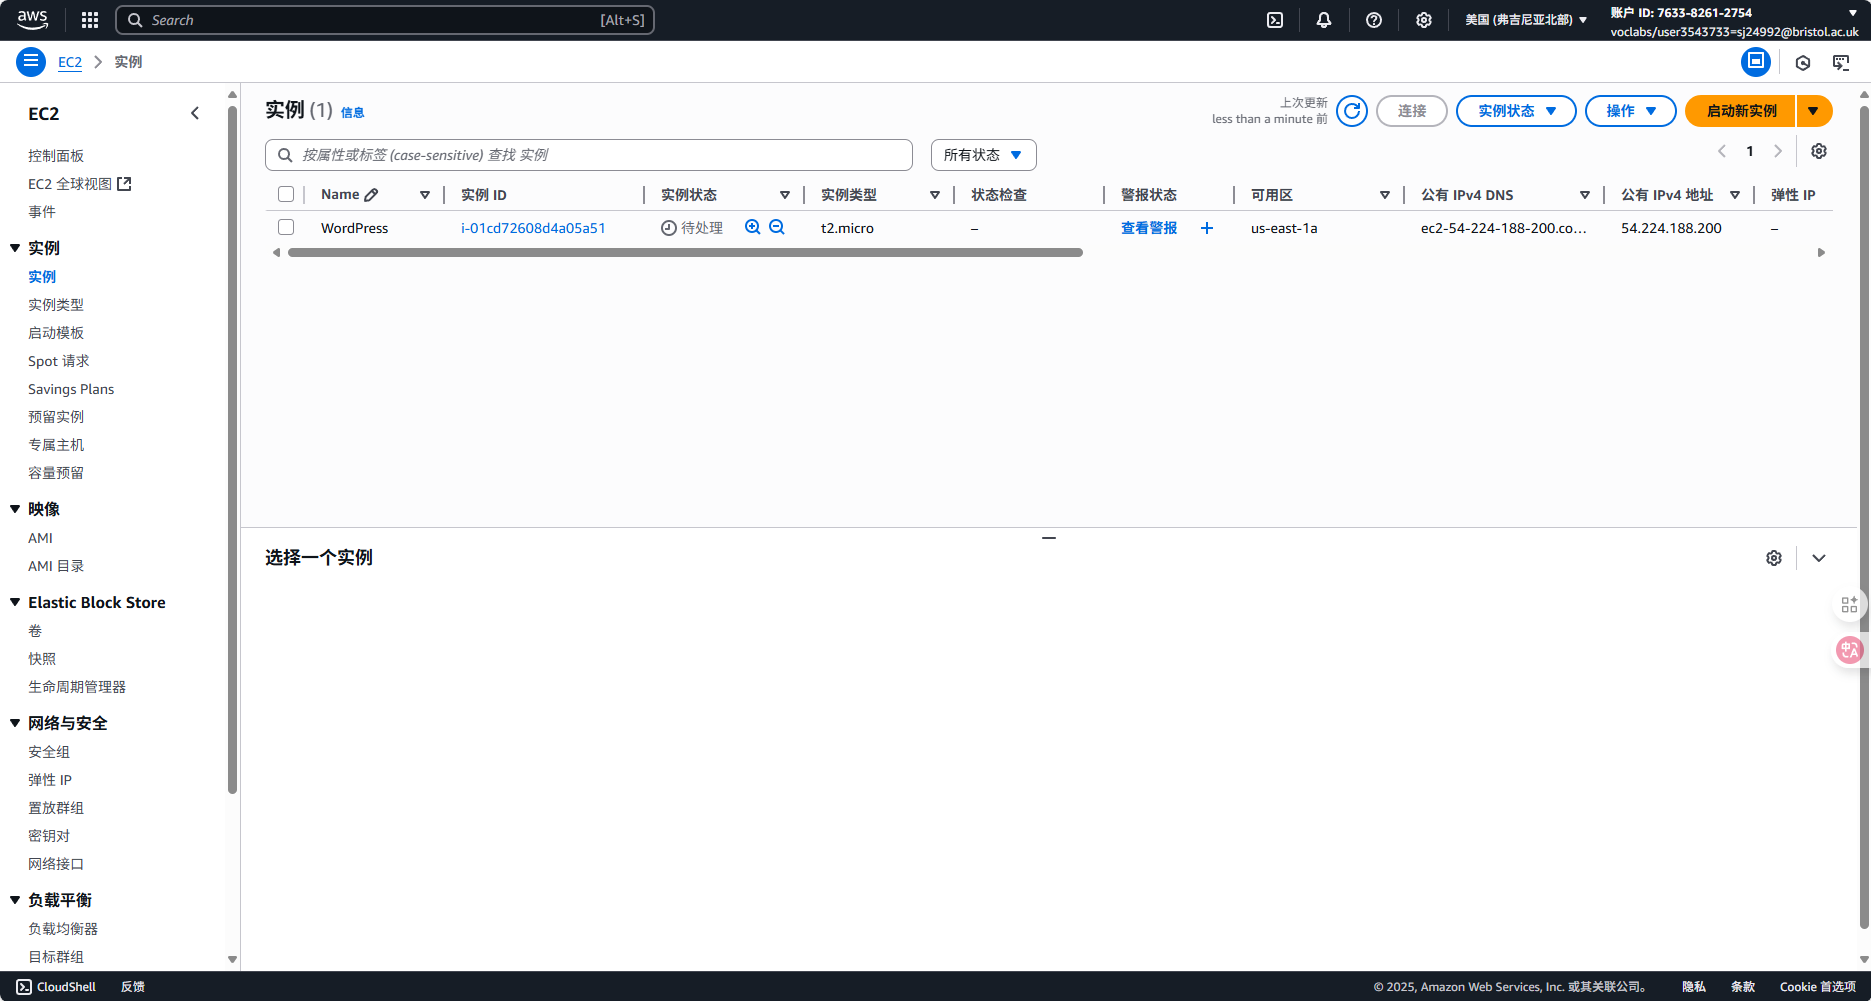 aws
Search
[Alt+S]
美国 (弗吉尼亚北部)
账户 ID: 7633-8261-2754
voclabs/user3543733=sj24992@bristol.ac.uk
EC2
实例
EC2
控制面板
EC2 全球视图
事件
实例
实例
实例类型
启动模板
Spot 请求
Savings Plans
预留实例
专属主机
容量预留
映像
AMI
AMI 目录
Elastic Block Store
卷
快照
生命周期管理器
网络与安全
安全组
弹性 IP
置放群组
密钥对
网络接口
负载平衡
负载均衡器
目标群组
实例 (1) 信息
上次更新
less than a minute 前
连接
实例状态
操作
启动新实例
按属性或标签 (case-sensitive) 查找 实例
所有状态
1
Name 实例 ID 实例状态 实例类型 状态检查 警报状态 可用区 公有 IPv4 DNS 公有 IPv4 地址 弹性 IP
WordPress i-01cd72608d4a05a51 待处理 t2.micro – 查看警报 + us-east-1a ec2-54-224-188-200.co... 54.224.188.200 –
选择一个实例
中A
CloudShell
反馈
© 2025, Amazon Web Services, Inc. 或其关联公司。
隐私
条款
Cookie 首选项